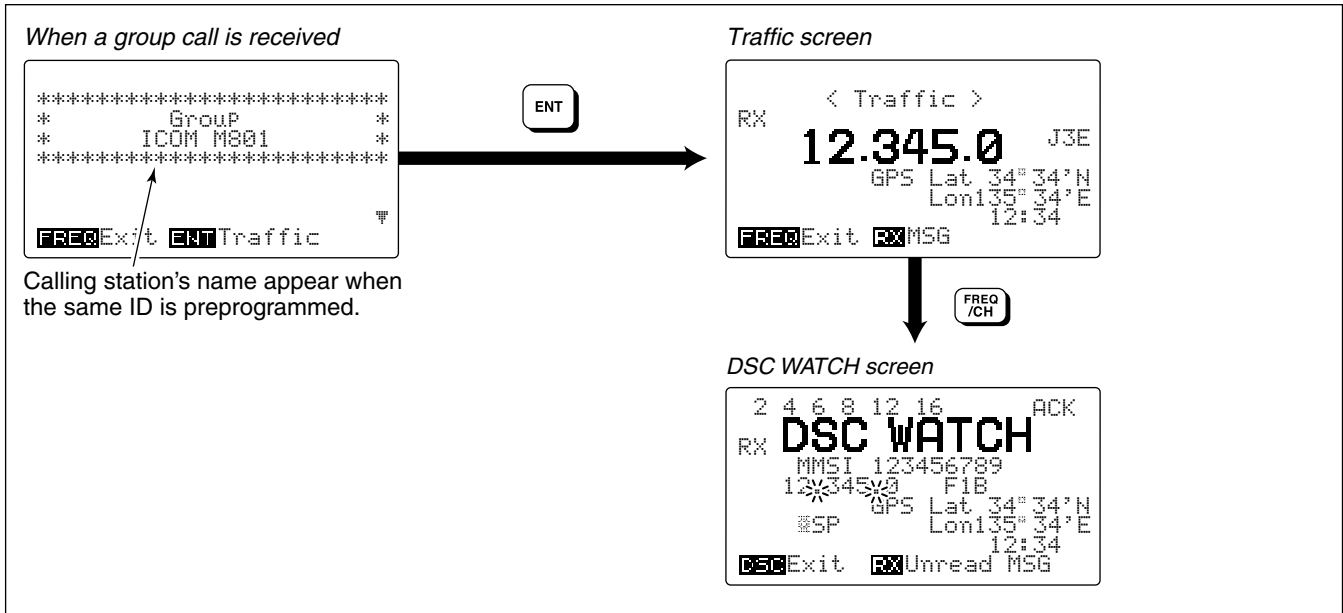 When a group call is received
************************
* Group *
* ICOM M801 *
************************
FREQ Exit ENT Traffic
Calling station's name appear when
the same ID is preprogrammed.
ENT
Traffic screen
< Traffic >
RX
12.345.0 J3E
GPS Lat 34°34'N
Lon135°34'E
12:34
FREQ Exit RX MSG
FREQ
/CH
DSC WATCH screen
2 4 6 8 12 16 ACK
RX DSC WATCH
MMSI 123456789
12.345.0 F1B
GPS Lat 34°34'N
SP Lon135°34'E
12:34
DSC Exit RX Unread MSG